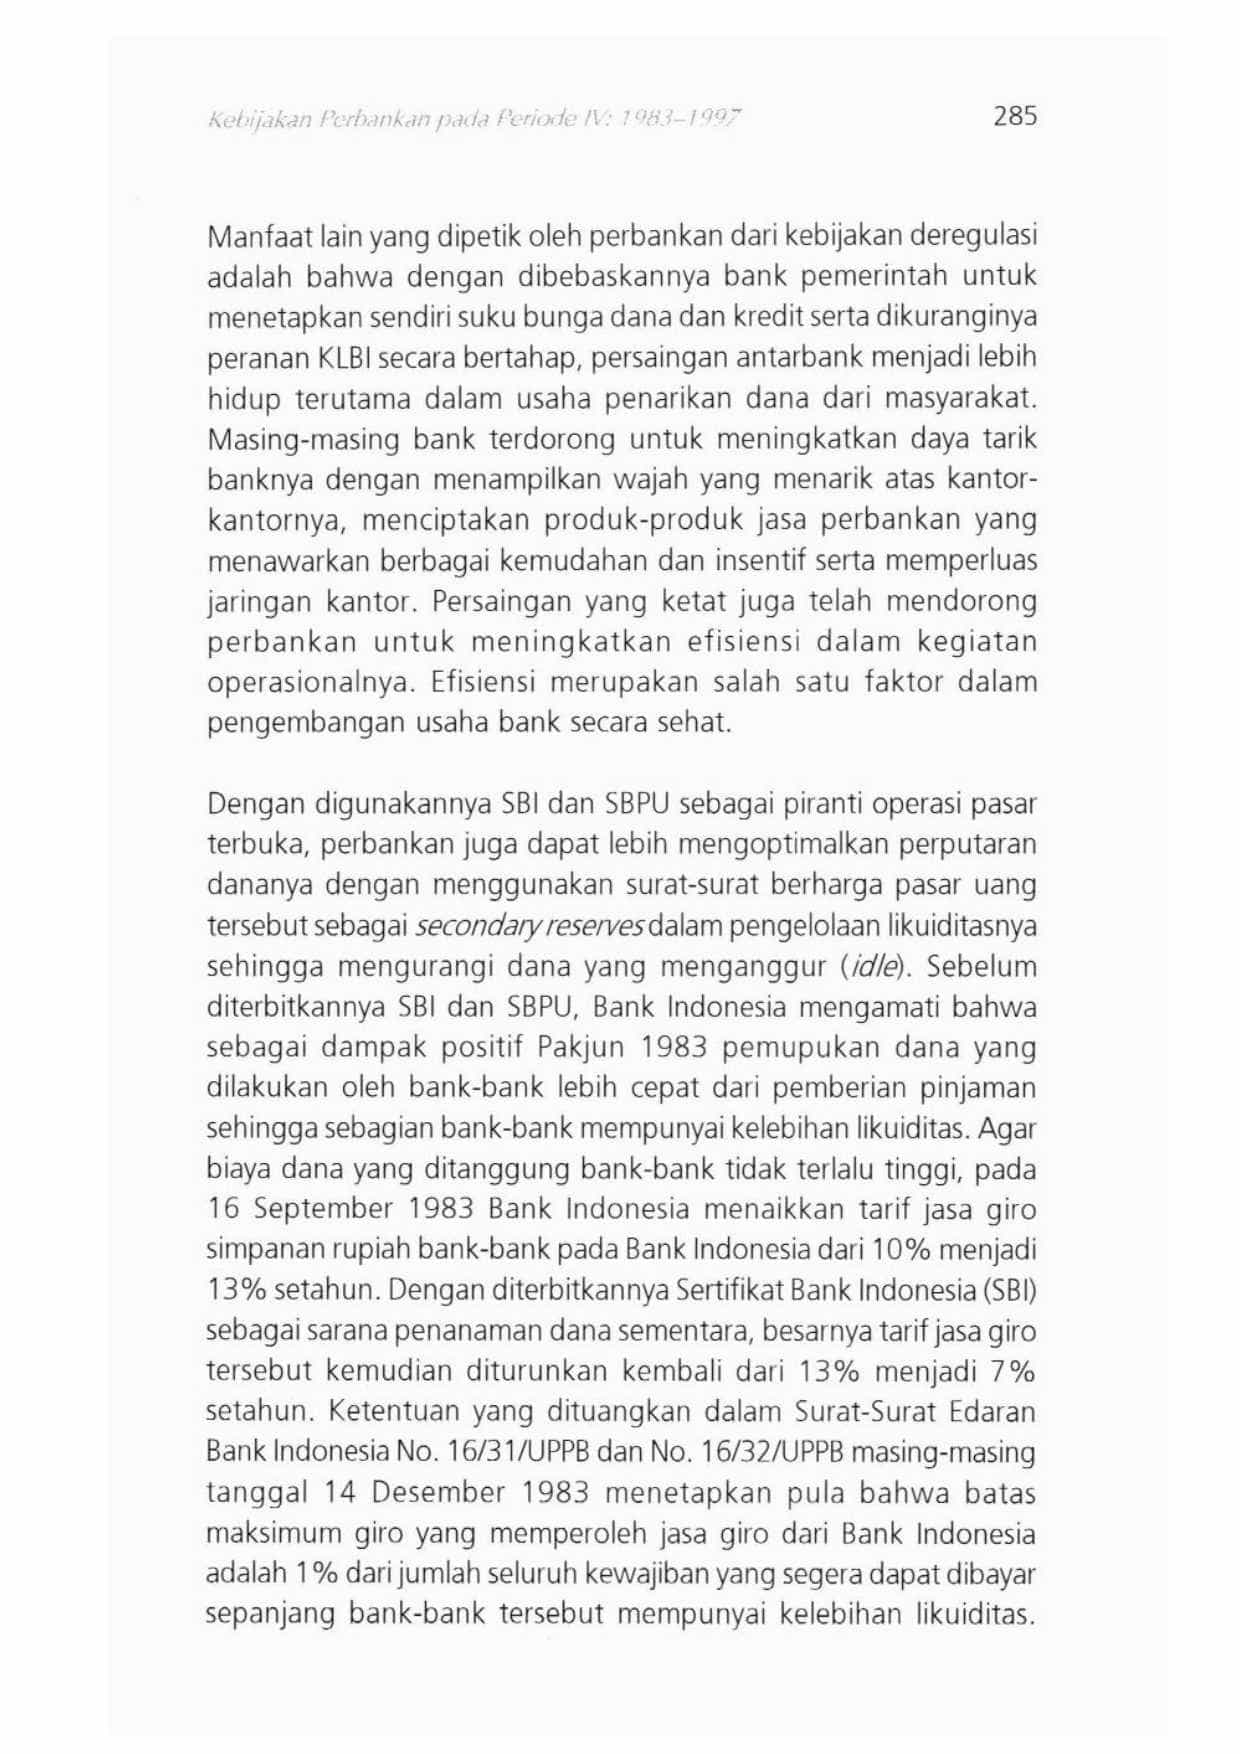 Kebijakan Perbankan pada Periode IV: 1983–1997
285
Manfaat lain yang dipetik oleh perbankan dari kebijakan deregulasi
adalah bahwa dengan dibebaskannya bank pemerintah untuk
menetapkan sendiri suku bunga dana dan kredit serta dikuranginya
peranan KLBI secara bertahap, persaingan antarbank menjadi lebih
hidup terutama dalam usaha penarikan dana dari masyarakat.
Masing-masing bank terdorong untuk meningkatkan daya tarik
banknya dengan menampilkan wajah yang menarik atas kantor-
kantornya, menciptakan produk-produk jasa perbankan yang
menawarkan berbagai kemudahan dan insentif serta memperluas
jaringan kantor. Persaingan yang ketat juga telah mendorong
perbankan untuk meningkatkan efisiensi dalam kegiatan
operasionalnya. Efisiensi merupakan salah satu faktor dalam
pengembangan usaha bank secara sehat.
Dengan digunakannya SBI dan SBPU sebagai piranti operasi pasar
terbuka, perbankan juga dapat lebih mengoptimalkan perputaran
dananya dengan menggunakan surat-surat berharga pasar uang
tersebut sebagai secondary reserves dalam pengelolaan likuiditasnya
sehingga mengurangi dana yang menganggur (idle). Sebelum
diterbitkannya SBI dan SBPU, Bank Indonesia mengamati bahwa
sebagai dampak positif Pakjun 1983 pemupukan dana yang
dilakukan oleh bank-bank lebih cepat dari pemberian pinjaman
sehingga sebagian bank-bank mempunyai kelebihan likuiditas. Agar
biaya dana yang ditanggung bank-bank tidak terlalu tinggi, pada
16 September 1983 Bank Indonesia menaikkan tarif jasa giro
simpanan rupiah bank-bank pada Bank Indonesia dari 10% menjadi
13% setahun. Dengan diterbitkannya Sertifikat Bank Indonesia (SBI)
sebagai sarana penanaman dana sementara, besarnya tarif jasa giro
tersebut kemudian diturunkan kembali dari 13% menjadi 7%
setahun. Ketentuan yang dituangkan dalam Surat-Surat Edaran
Bank Indonesia No. 16/31/UPPB dan No. 16/32/UPPB masing-masing
tanggal 14 Desember 1983 menetapkan pula bahwa batas
maksimum giro yang memperoleh jasa giro dari Bank Indonesia
adalah 1% dari jumlah seluruh kewajiban yang segera dapat dibayar
sepanjang bank-bank tersebut mempunyai kelebihan likuiditas.